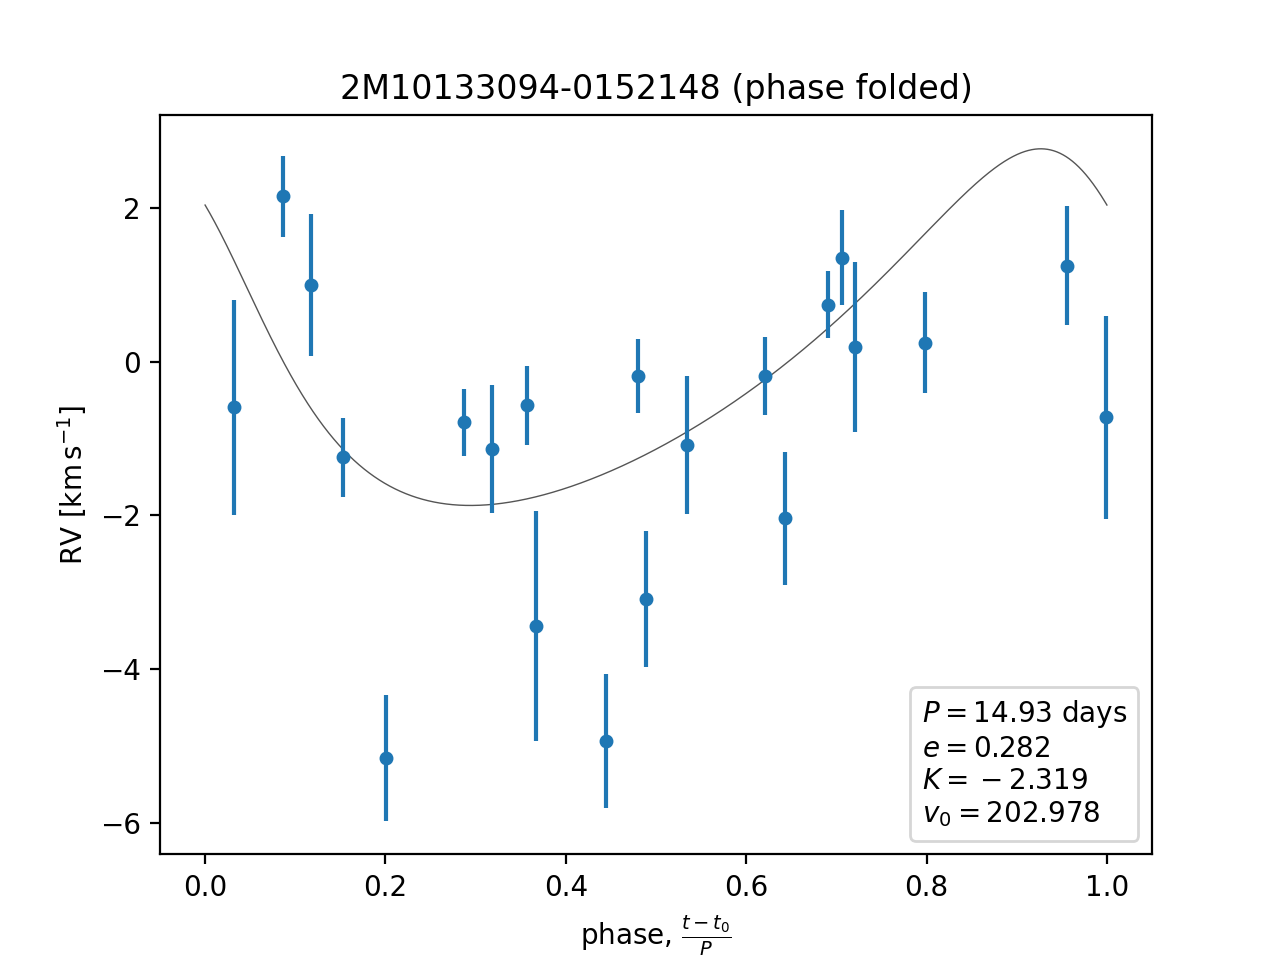 2M10133094-0152148 (phase folded)
RV [km s⁻¹]
2
0
−2
−4
−6
P = 14.93 days
e = 0.282
K = −2.319
v₀ = 202.978
0.0 0.2 0.4 0.6 0.8 1.0
phase, (t − t₀)/P